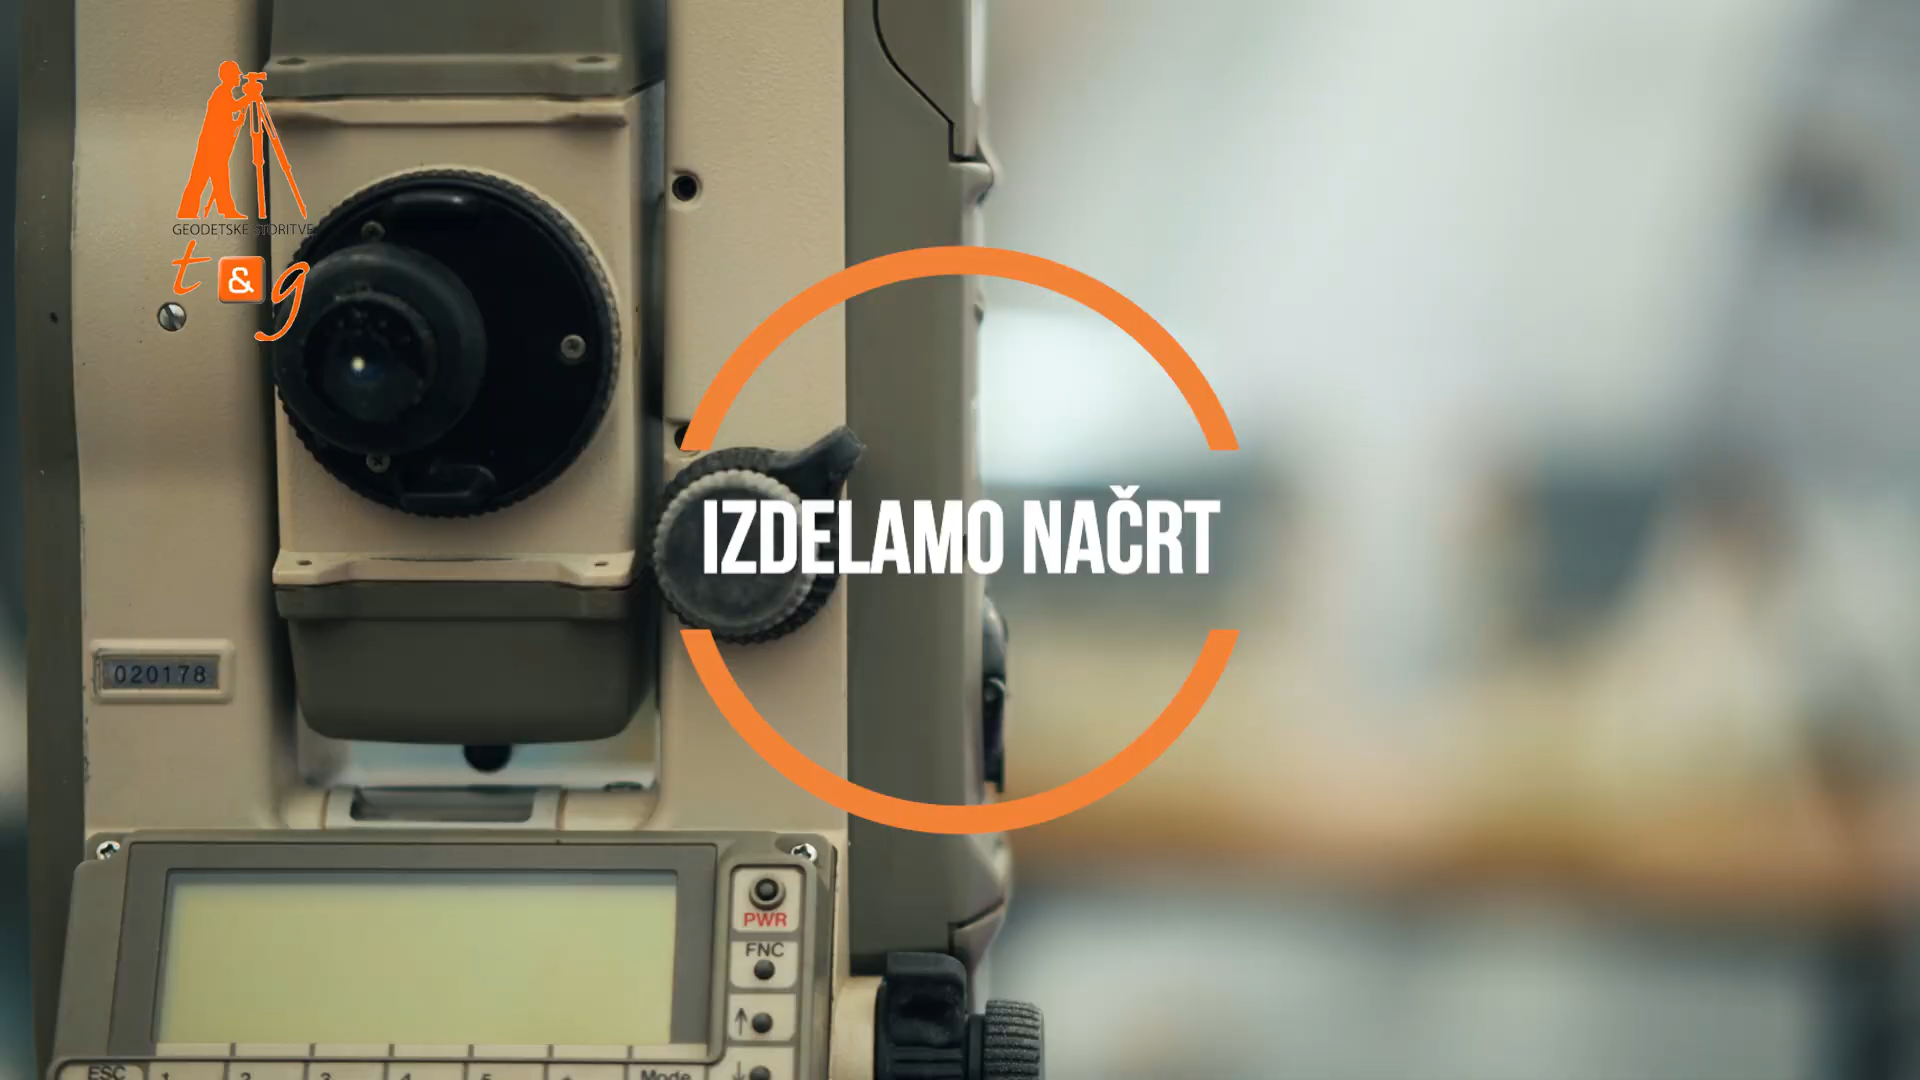 GEODETSKE STORITVE
t & g
IZDELAMO NAČRT
020178
PWR
FNC
ESC 1 2 3 4 5 Mode